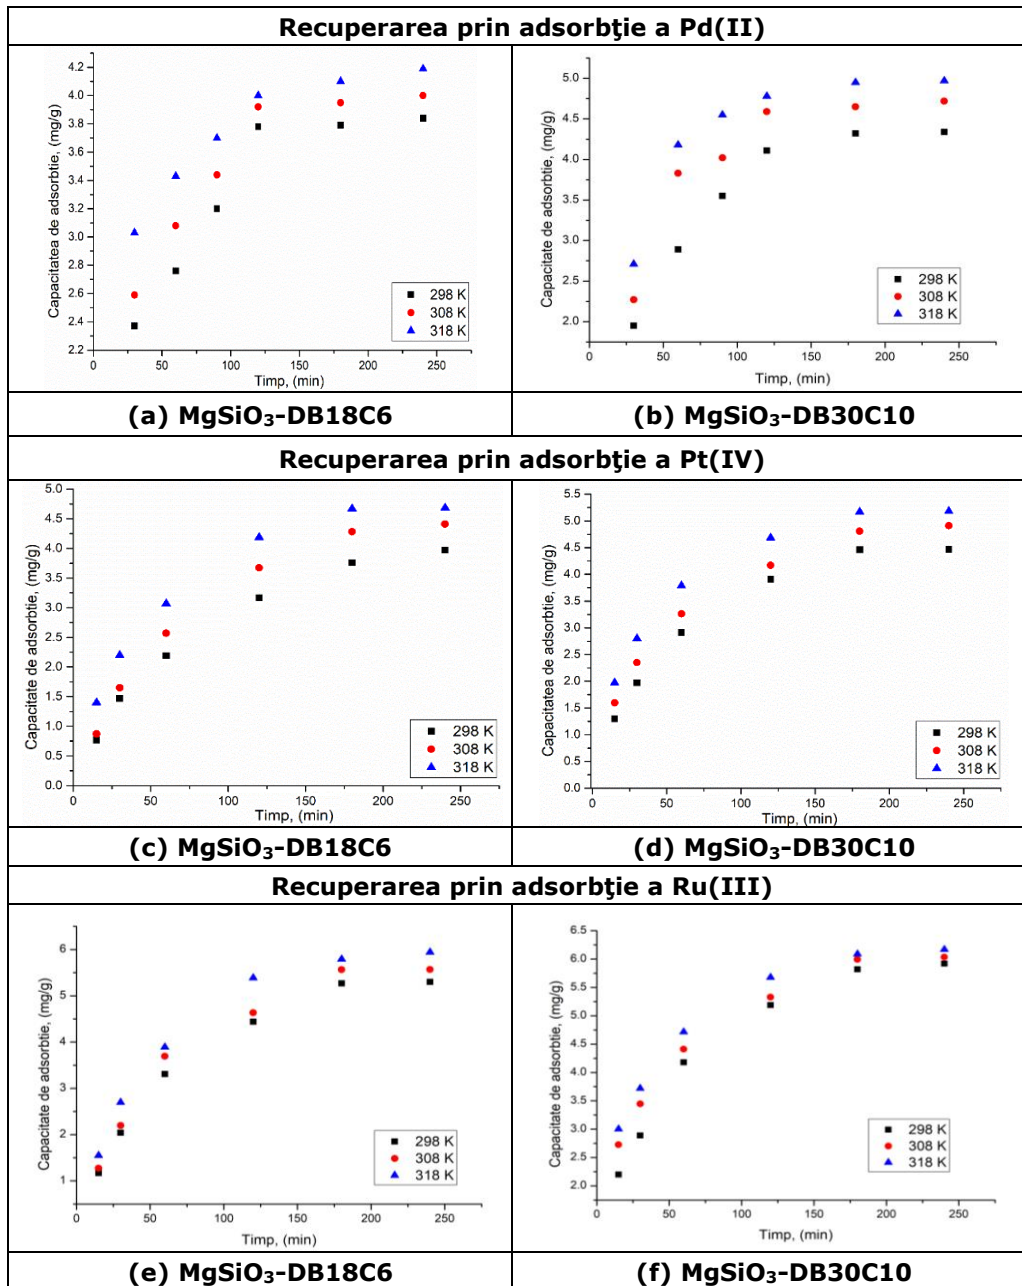 Recuperarea prin adsorbţie a Pd(II)
Capacitatea de adsorbtie, (mg/g)
4.2
4.0
3.8
3.6
3.4
3.2
3.0
2.8
2.6
2.4
2.2
0
50
100
150
200
250
Timp, (min)
298 K
308 K
318 K
Capacitate de adsorbtie, (mg/g)
5.0
4.5
4.0
3.5
3.0
2.5
2.0
0
50
100
150
200
250
Timp, (min)
298 K
308 K
318 K
(a) MgSiO₃-DB18C6
(b) MgSiO₃-DB30C10
Recuperarea prin adsorbţie a Pt(IV)
Capacitate de adsorbtie, (mg/g)
5.0
4.5
4.0
3.5
3.0
2.5
2.0
1.5
1.0
0.5
0.0
0
50
100
150
200
250
Timp, (min)
298 K
308 K
318 K
Capacitatea de adsorbtie, (mg/g)
5.5
5.0
4.5
4.0
3.5
3.0
2.5
2.0
1.5
1.0
0.5
0.0
0
50
100
150
200
250
Timp, (min)
298 K
308 K
318 K
(c) MgSiO₃-DB18C6
(d) MgSiO₃-DB30C10
Recuperarea prin adsorbţie a Ru(III)
Capacitate de adsorbtie, (mg/g)
6
5
4
3
2
1
0
50
100
150
200
250
Timp, (min)
298 K
308 K
318 K
Capacitate de adsorbtie, (mg/g)
6.5
6.0
5.5
5.0
4.5
4.0
3.5
3.0
2.5
2.0
0
50
100
150
200
250
Timp, (min)
298 K
308 K
318 K
(e) MgSiO₃-DB18C6
(f) MgSiO₃-DB30C10